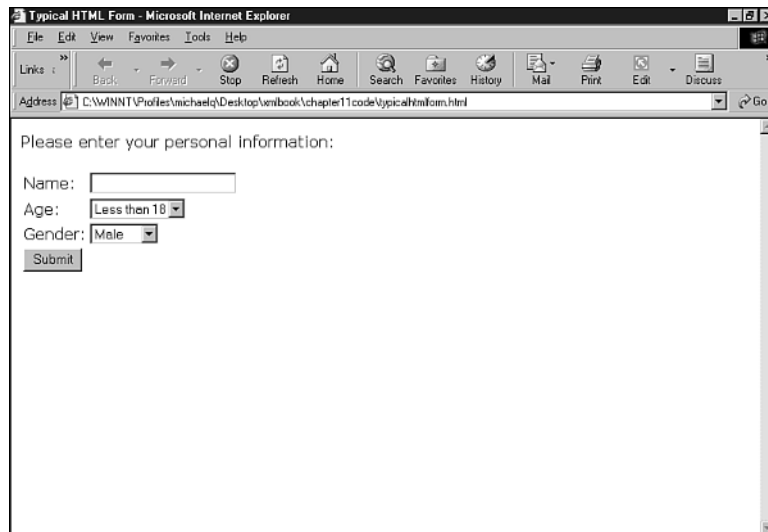 Typical HTML Form - Microsoft Internet Explorer
File Edit View Favorites Tools Help
Links » Back Forward Stop Refresh Home Search Favorites History Mail Print Edit Discuss »
Address C:\WINNT\Profiles\michaelq\Desktop\xmlbook\chapter11code\typicalhtmlform.html Go
Please enter your personal information:
Name:
Age: Less than 18
Gender: Male
Submit